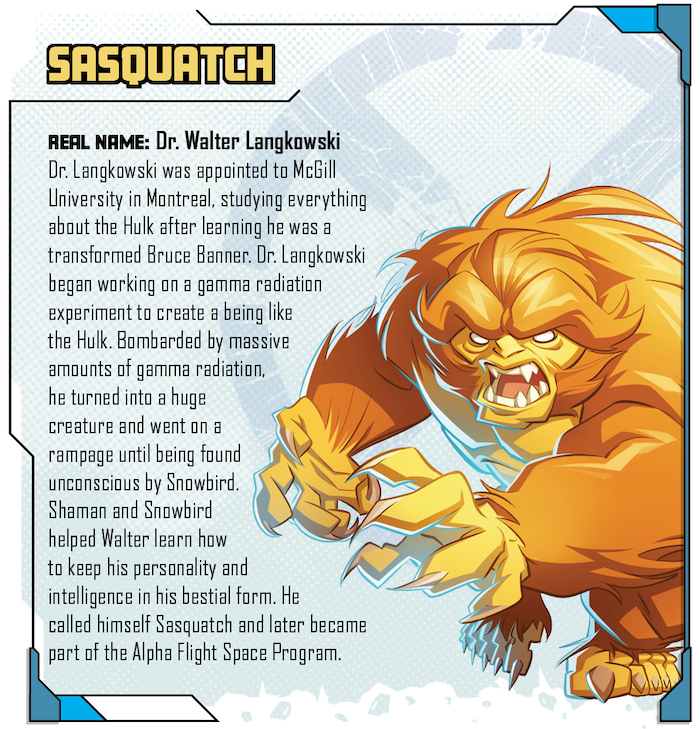 SASQUATCH
REAL NAME: Dr. Walter Langkowski
Dr. Langkowski was appointed to McGill
University in Montreal, studying everything
about the Hulk after learning he was a
transformed Bruce Banner. Dr. Langkowski
began working on a gamma radiation
experiment to create a being like
the Hulk. Bombarded by massive
amounts of gamma radiation,
he turned into a huge
creature and went on a
rampage until being found
unconscious by Snowbird.
Shaman and Snowbird
helped Walter learn how
to keep his personality and
intelligence in his bestial form. He
called himself Sasquatch and later became
part of the Alpha Flight Space Program.